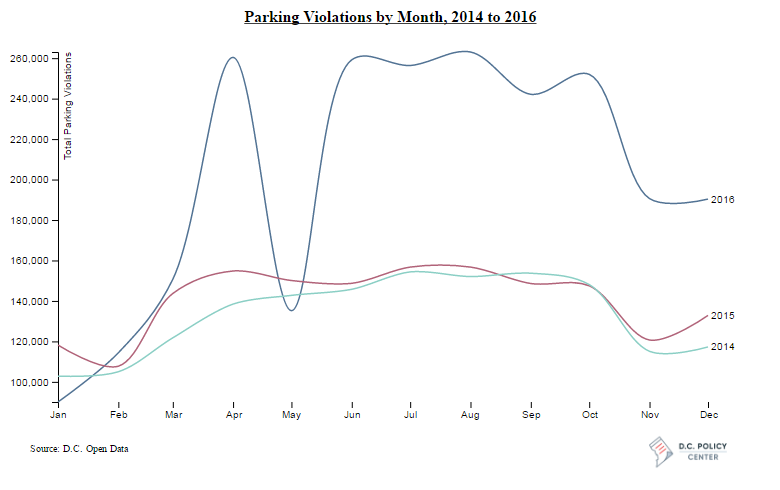 Parking Violations by Month, 2014 to 2016
Total Parking Violations
260,000
240,000
220,000
200,000
180,000
160,000
140,000
120,000
100,000
2016
2015
2014
Jan Feb Mar Apr May Jun Jul Aug Sep Oct Nov Dec
Source: D.C. Open Data
D.C. POLICY
CENTER